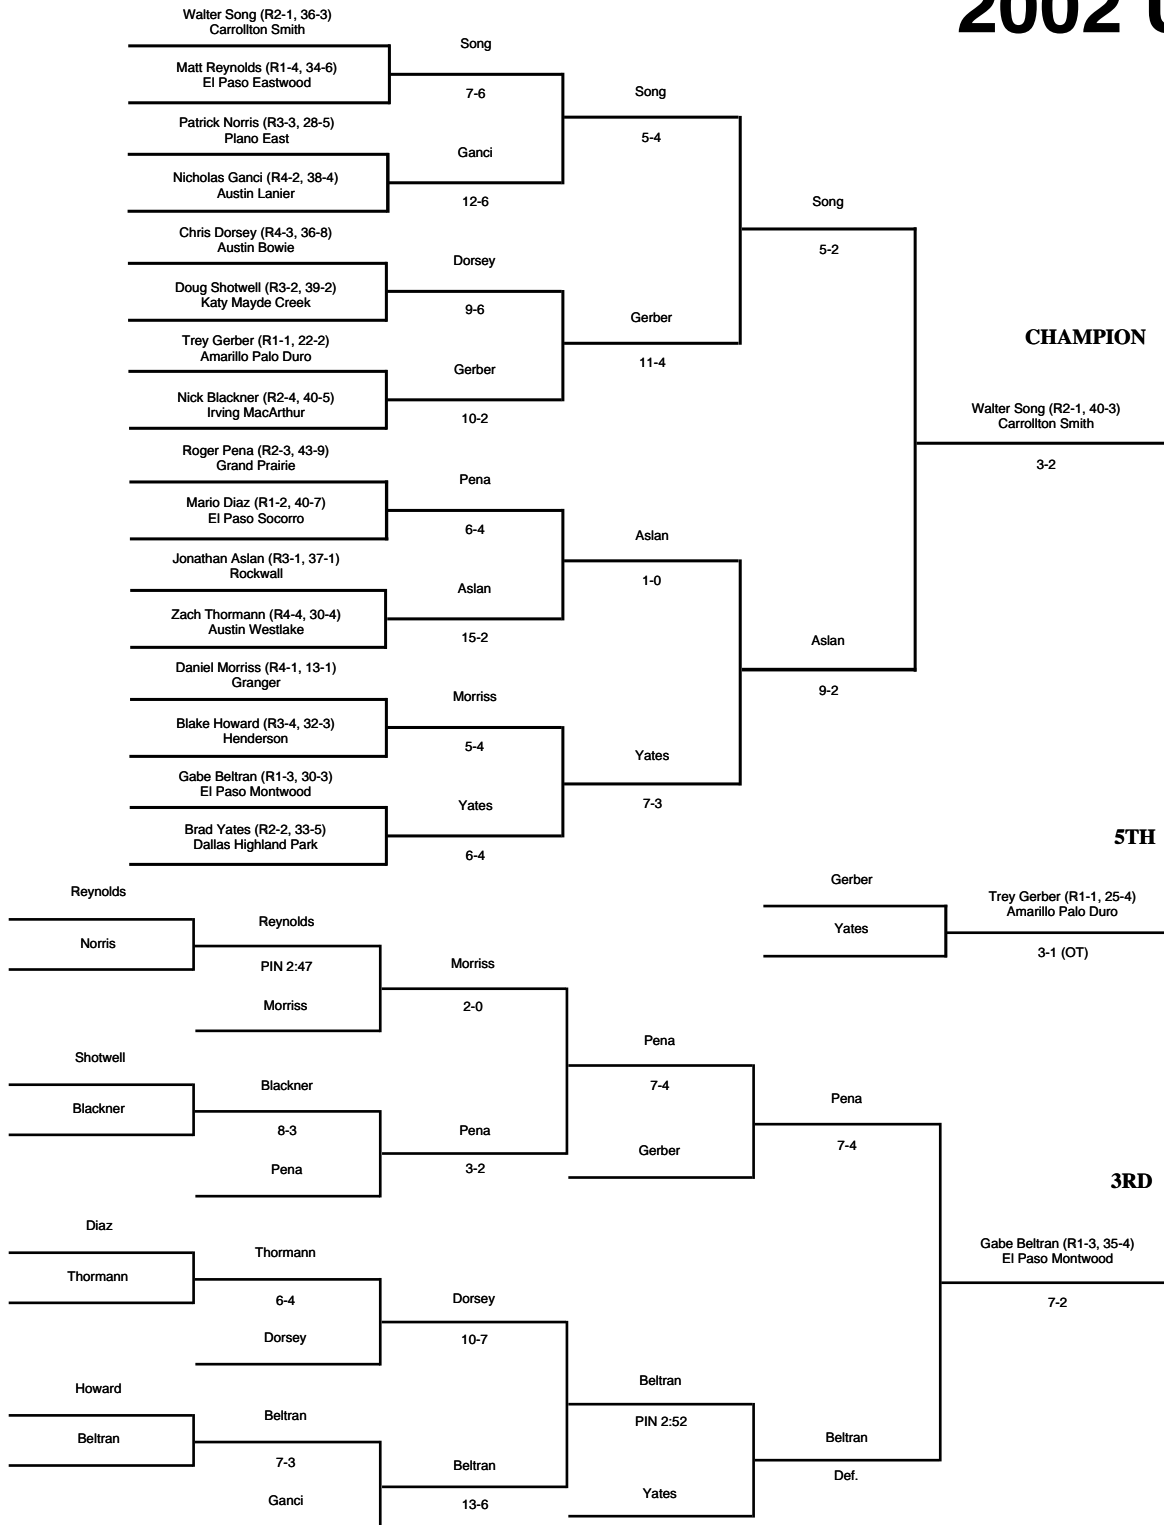 2002 U
Walter Song (R2-1, 36-3)
Carrollton Smith
Song
Matt Reynolds (R1-4, 34-6)
El Paso Eastwood
7-6
Song
Patrick Norris (R3-3, 28-5)
Plano East
5-4
Ganci
Nicholas Ganci (R4-2, 38-4)
Austin Lanier
12-6
Song
Chris Dorsey (R4-3, 36-8)
Austin Bowie
5-2
Dorsey
Doug Shotwell (R3-2, 39-2)
Katy Mayde Creek
9-6
Gerber
Trey Gerber (R1-1, 22-2)
Amarillo Palo Duro
11-4
CHAMPION
Gerber
Nick Blackner (R2-4, 40-5)
Irving MacArthur
10-2
Walter Song (R2-1, 40-3)
Carrollton Smith
3-2
Roger Pena (R2-3, 43-9)
Grand Prairie
Pena
Mario Diaz (R1-2, 40-7)
El Paso Socorro
6-4
Aslan
Jonathan Aslan (R3-1, 37-1)
Rockwall
1-0
Aslan
Zach Thormann (R4-4, 30-4)
Austin Westlake
15-2
Aslan
Daniel Morriss (R4-1, 13-1)
Granger
9-2
Morriss
Blake Howard (R3-4, 32-3)
Henderson
5-4
Yates
Gabe Beltran (R1-3, 30-3)
El Paso Montwood
7-3
Yates
Brad Yates (R2-2, 33-5)
Dallas Highland Park
6-4
5TH
Gerber
Yates
Trey Gerber (R1-1, 25-4)
Amarillo Palo Duro
3-1 (OT)
Reynolds
Norris
Reynolds
PIN 2:47
Morriss
Morriss
2-0
Shotwell
Blackner
Blackner
8-3
Pena
Pena
3-2
Pena
7-4
Gerber
Pena
7-4
3RD
Diaz
Thormann
Thormann
6-4
Dorsey
Dorsey
10-7
Gabe Beltran (R1-3, 35-4)
El Paso Montwood
7-2
Howard
Beltran
Beltran
7-3
Ganci
Beltran
13-6
Beltran
PIN 2:52
Yates
Beltran
Def.